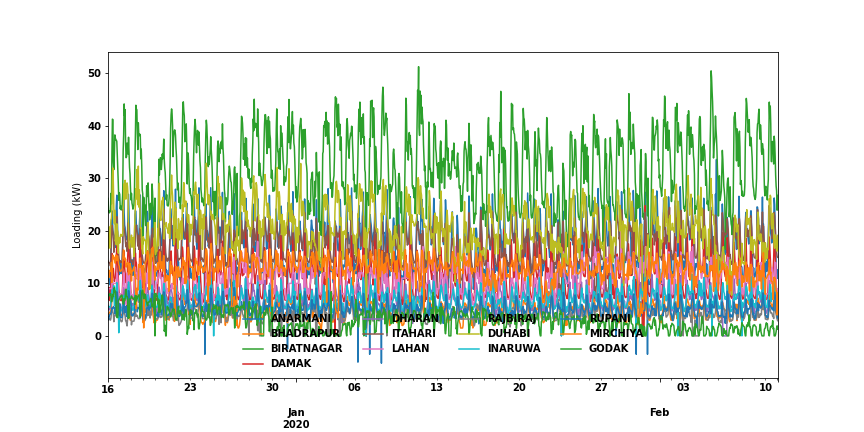 50
40
30
20
10
0
Loading (kW)
ANARMANI DHARAN RAJBIRAJ RUPANI
BHADRAPUR ITAHARI DUHABI MIRCHIYA
BIRATNAGAR LAHAN INARUWA GODAK
DAMAK
16 23 30 06 13 20 27 03 10
Jan Feb
2020